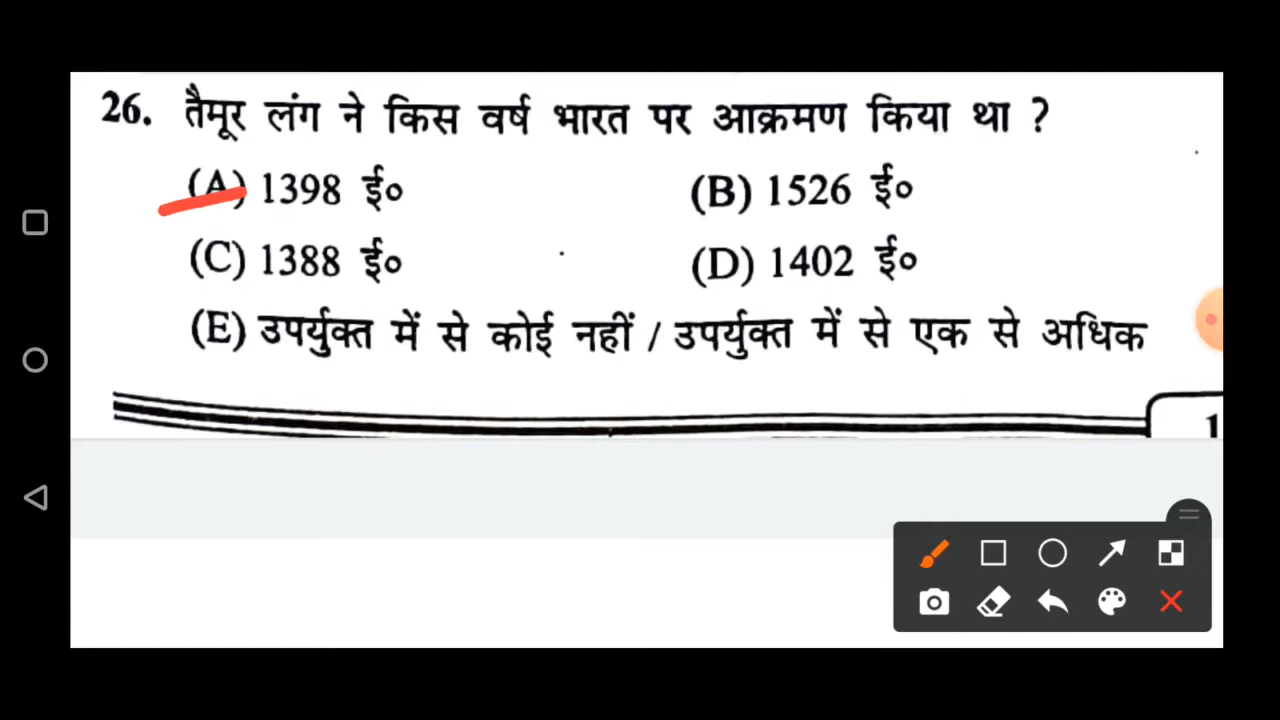 26. तैमूर लंग ने किस वर्ष भारत पर आक्रमण किया था ?
(A) 1398 ई०
(B) 1526 ई०
(C) 1388 ई०
(D) 1402 ई०
(E) उपर्युक्त में से कोई नहीं / उपर्युक्त में से एक से अधिक